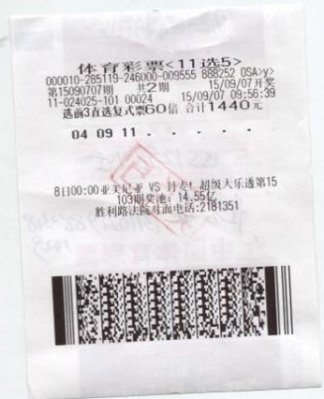 体育彩票<11选5>
000010-285119-246000-009555 888252 OSA>y>
第15090707期 共2期 15/09/07开奖
11-024025-101 00024 15/09/07 09:56:39
选前3直选复式票60倍 合计1440元
04 09 11 . . . . . .
8日00:00亚美尼亚 VS 丹麦! 超级大乐透第15
103期奖池: 14.55亿
胜利路法院对面电话:2181351